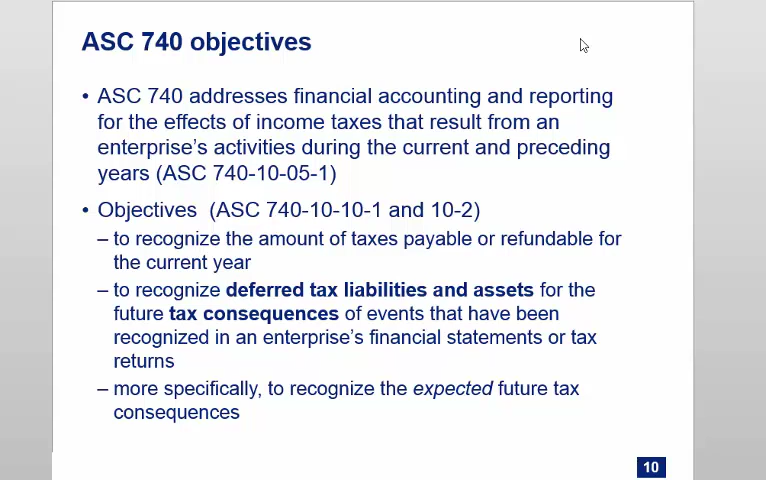 ASC 740 objectives
• ASC 740 addresses financial accounting and reporting
for the effects of income taxes that result from an
enterprise's activities during the current and preceding
years (ASC 740-10-05-1)
• Objectives (ASC 740-10-10-1 and 10-2)
– to recognize the amount of taxes payable or refundable for
the current year
– to recognize deferred tax liabilities and assets for the
future tax consequences of events that have been
recognized in an enterprise's financial statements or tax
returns
– more specifically, to recognize the expected future tax
consequences
10